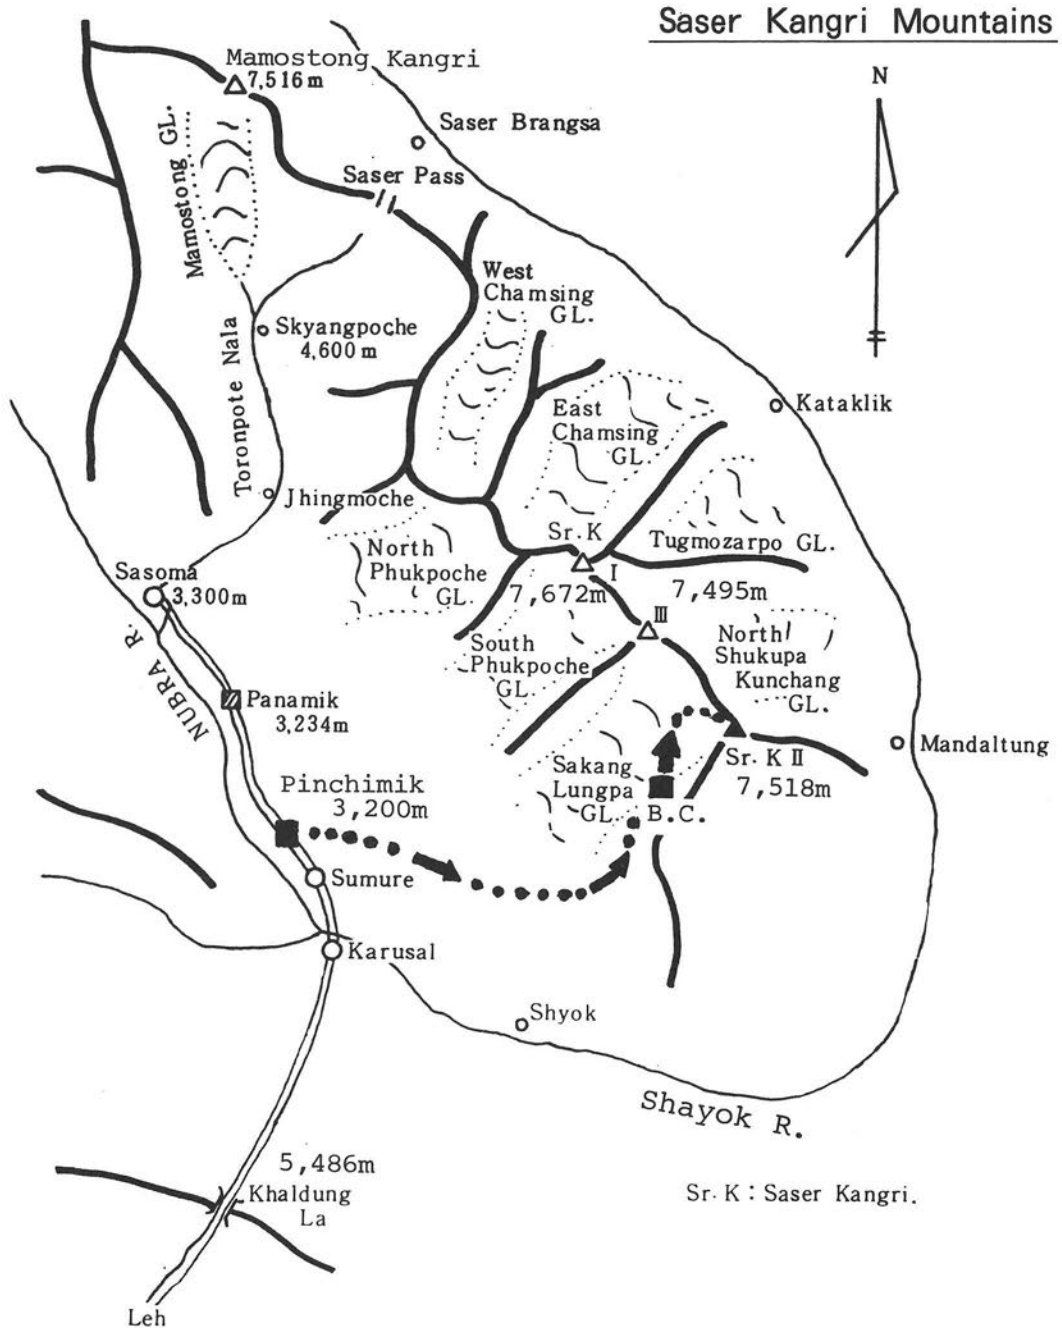 Saser Kangri Mountains
N
Mamostong Kangri
7,516m
Mamostong GL.
Saser Brangsa
Saser Pass
West
Chamsing
GL.
Skyangpoche
4,600m
Toronpote Nala
Kataklik
East
Chamsing
GL.
Jhingmoche
Sr.K
I
7,672m
Tugmozarpo GL.
7,495m
North
Phukpoche
GL.
Sasoma
3,300m
III
South
Phukpoche
GL.
North
Shukupa
Kunchang
GL.
NUBRA R.
Panamik
3,234m
Mandaltung
Sr.K II
7,518m
Sakang
Lungpa
GL.
B.C.
Pinchimik
3,200m
Sumure
Karusal
Shyok
Shayok R.
5,486m
Khaldung
La
Sr.K : Saser Kangri.
Leh